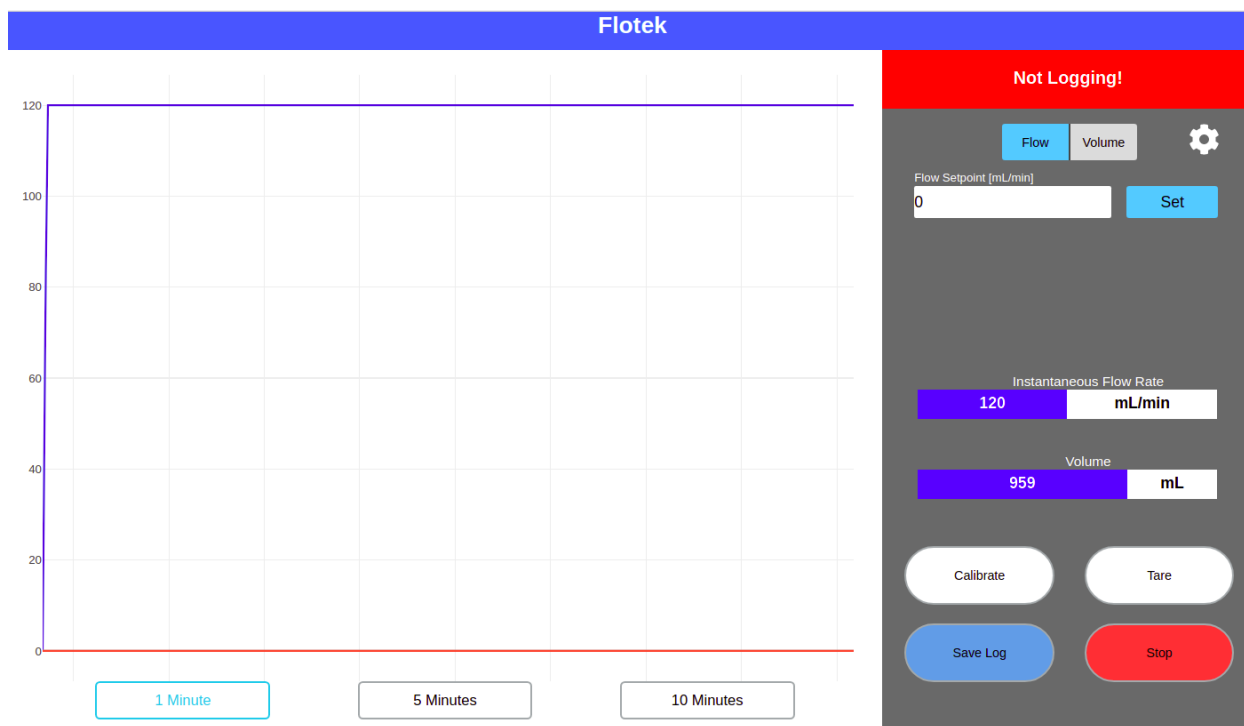 Flotek
Not Logging!
Flow Volume
Flow Setpoint [mL/min]
0 Set
120
100
80
60
40
20
0
Instantaneous Flow Rate
120 mL/min
Volume
959 mL
Calibrate Tare
Save Log Stop
1 Minute 5 Minutes 10 Minutes